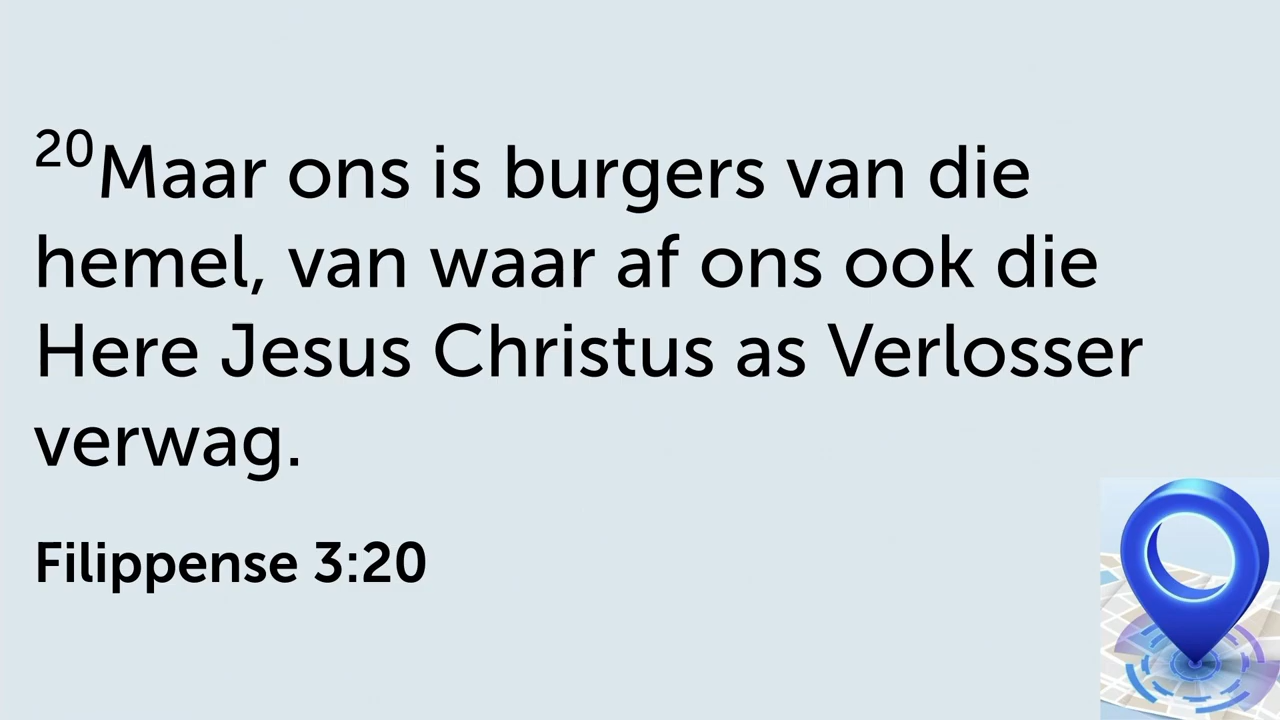 20Maar ons is burgers van die
hemel, van waar af ons ook die
Here Jesus Christus as Verlosser
verwag.
Filippense 3:20